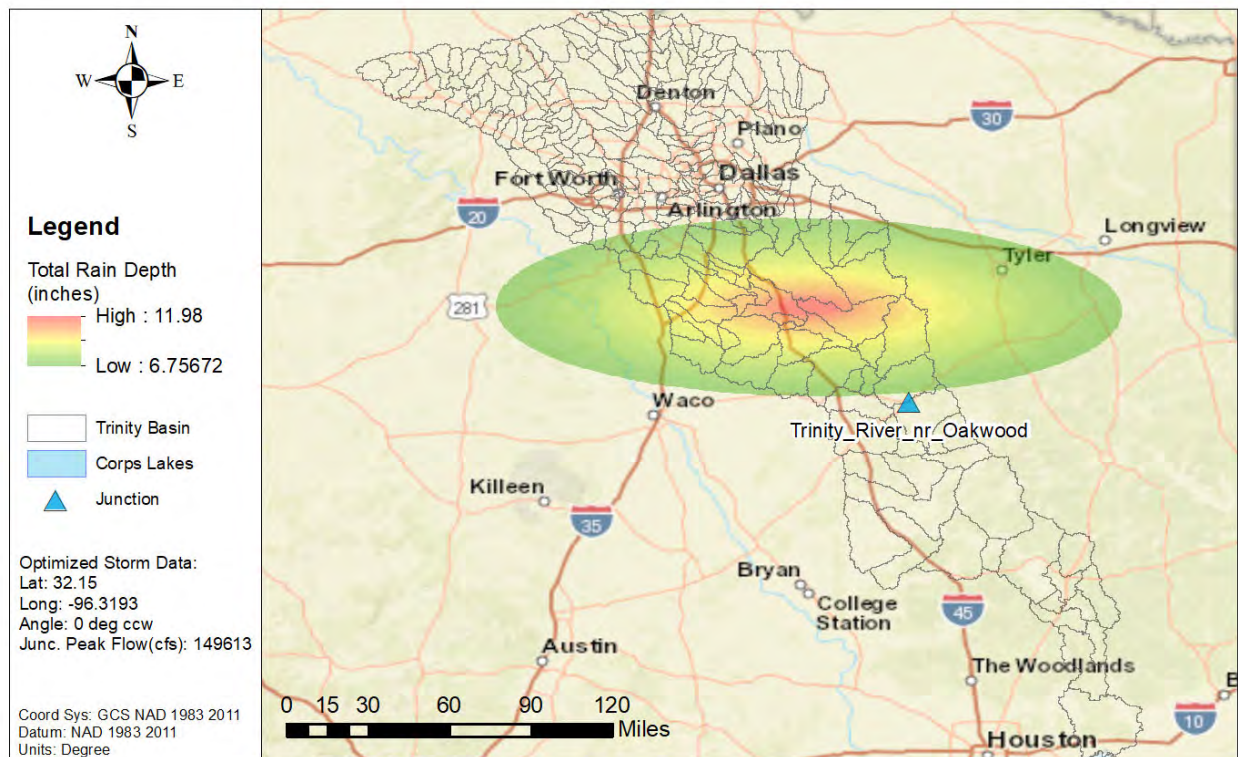 N
W E
S
Legend
Total Rain Depth
(inches)
High : 11.98
Low : 6.75672
Trinity Basin
Corps Lakes
Junction
Optimized Storm Data:
Lat: 32.15
Long: -96.3193
Angle: 0 deg ccw
Junc. Peak Flow(cfs): 149613
Coord Sys: GCS NAD 1983 2011
Datum: NAD 1983 2011
Units: Degree
Denton
30
Plano
Dallas
Fort Worth
Arlington
20
Longview
Tyler
281
Waco
Trinity_River_nr_Oakwood
Killeen
35
Bryan
College
Station
45
Austin
The Woodlands
B
10
0 15 30 60 90 120
Miles
Houston